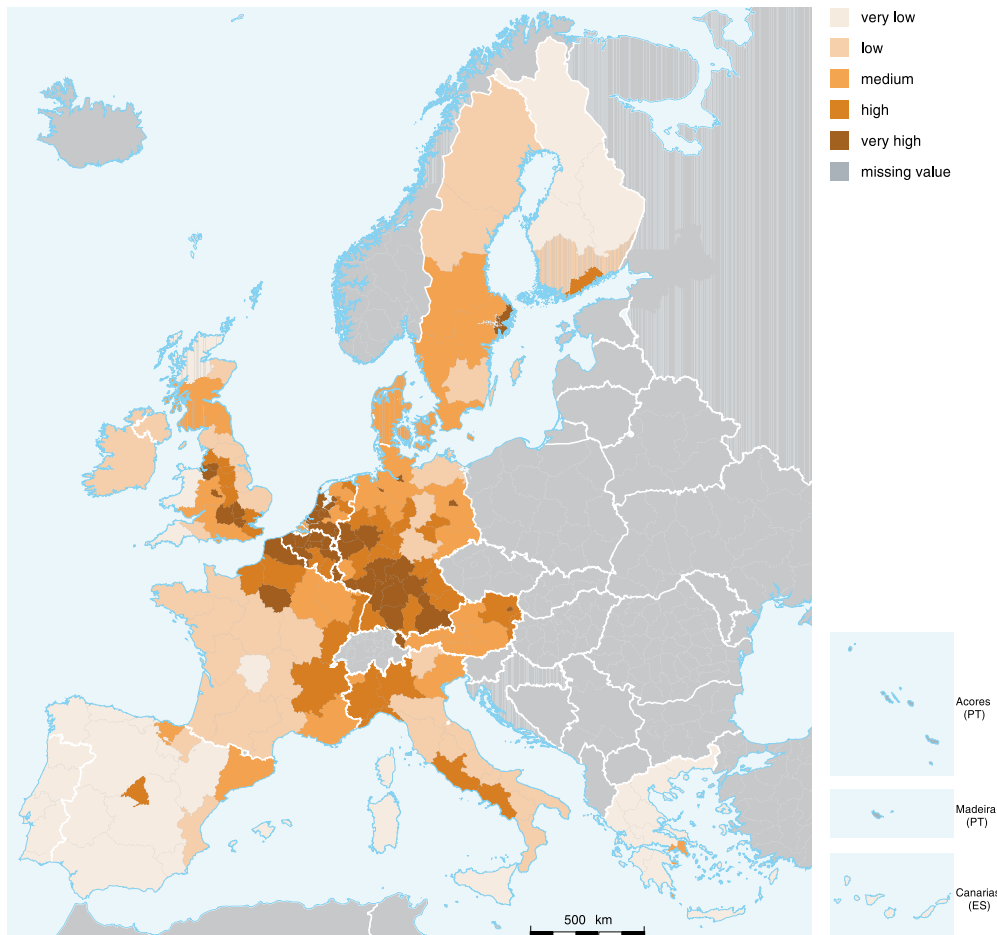 very low
low
medium
high
very high
missing value
Acores
(PT)
Madeira
(PT)
Canarias
(ES)
500 km